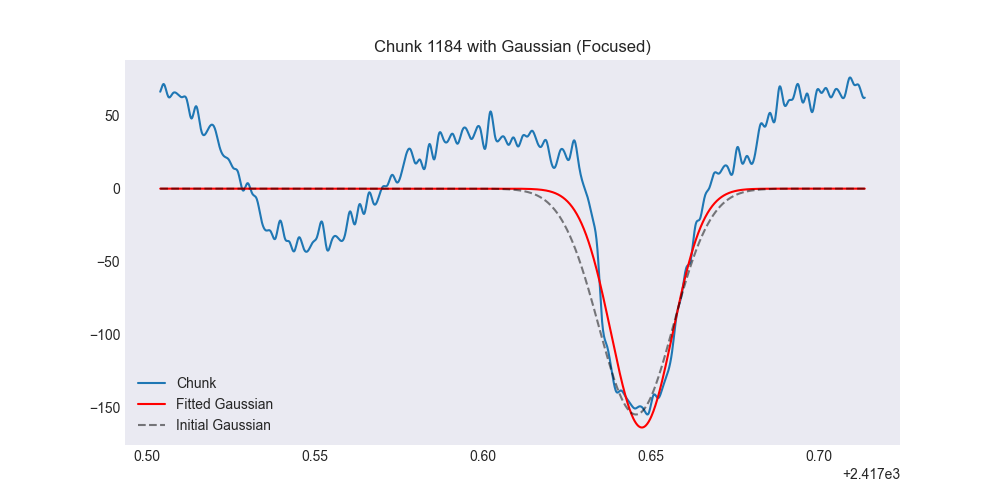 Chunk 1184 with Gaussian (Focused)
50
0
−50
−100
−150
Chunk
Fitted Gaussian
Initial Gaussian
0.50 0.55 0.60 0.65 0.70
+2.417e3